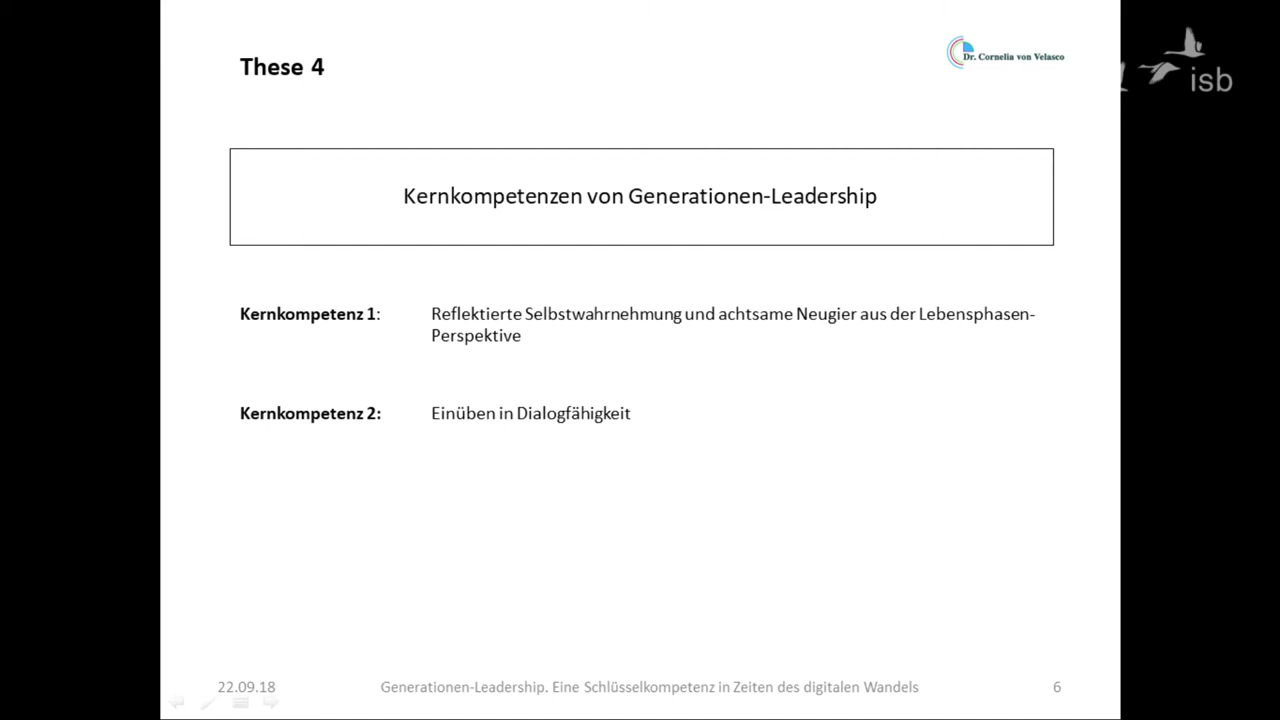 These 4
Dr. Cornelia von Velasco
isb
Kernkompetenzen von Generationen-Leadership
Kernkompetenz 1: Reflektierte Selbstwahrnehmung und achtsame Neugier aus der Lebensphasen-
Perspektive
Kernkompetenz 2: Einüben in Dialogfähigkeit
22.09.18 Generationen-Leadership. Eine Schlüsselkompetenz in Zeiten des digitalen Wandels 6